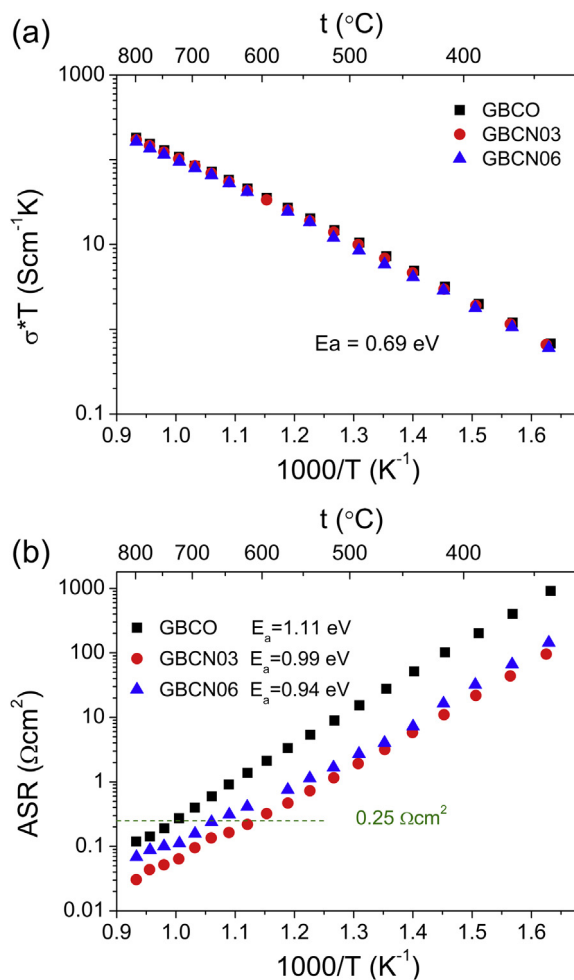 (a)
t (°C)
800 700 600 500 400
1000
10
0.1
σ*T (Scm⁻¹K)
GBCO
GBCN03
GBCN06
Ea = 0.69 eV
0.9 1.0 1.1 1.2 1.3 1.4 1.5 1.6
1000/T (K⁻¹)
(b)
t (°C)
800 700 600 500 400
1000
100
10
1
0.1
0.01
ASR (Ωcm²)
GBCO Eₐ=1.11 eV
GBCN03 Eₐ=0.99 eV
GBCN06 Eₐ=0.94 eV
0.25 Ωcm²
0.9 1.0 1.1 1.2 1.3 1.4 1.5 1.6
1000/T (K⁻¹)